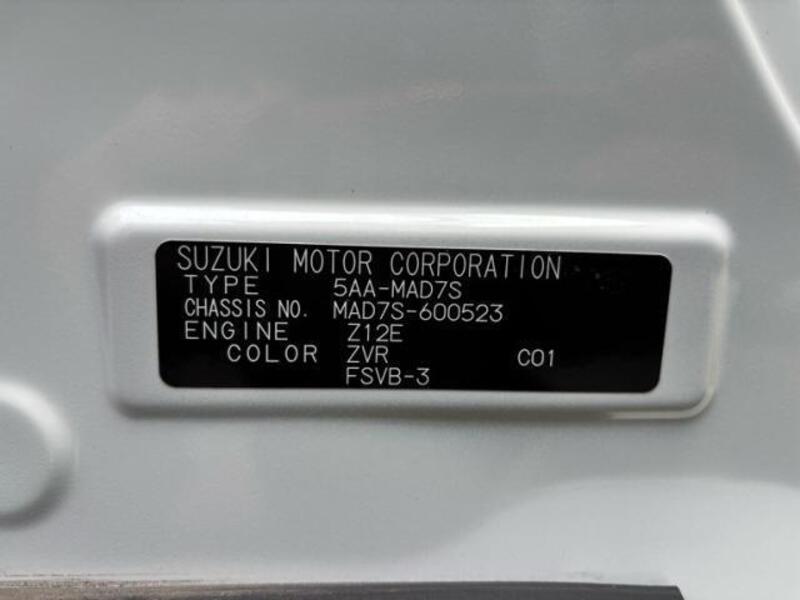 SUZUKI MOTOR CORPORATION
TYPE 5AA-MAD7S
CHASSIS NO. MAD7S-600523
ENGINE Z12E
COLOR ZVR C01
FSVB-3